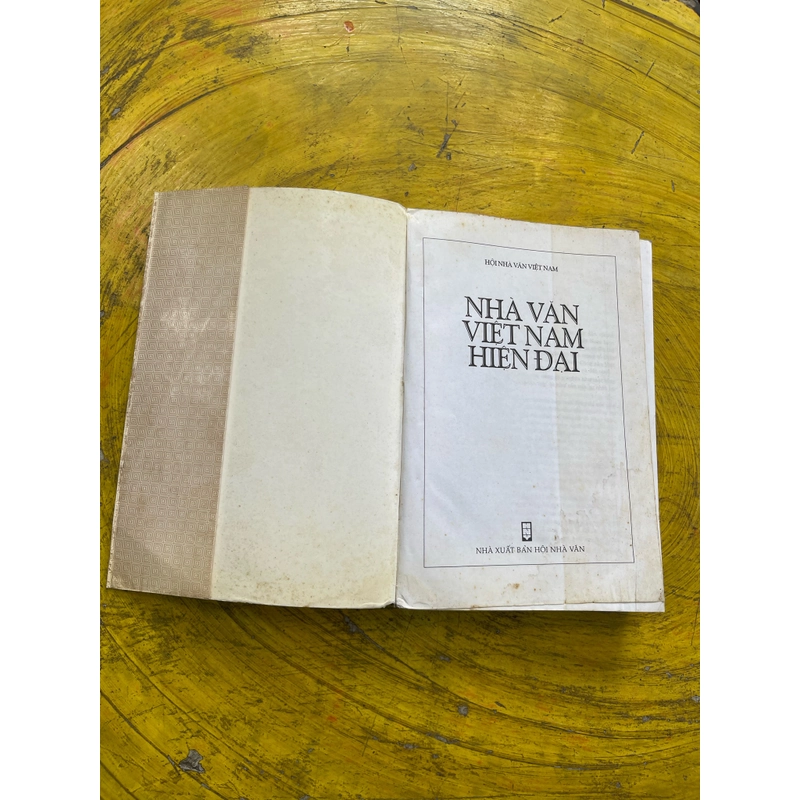 HỘI NHÀ VĂN VIỆT NAM
NHÀ VĂN
VIỆT NAM
HIỆN ĐẠI
NHÀ XUẤT BẢN HỘI NHÀ VĂN